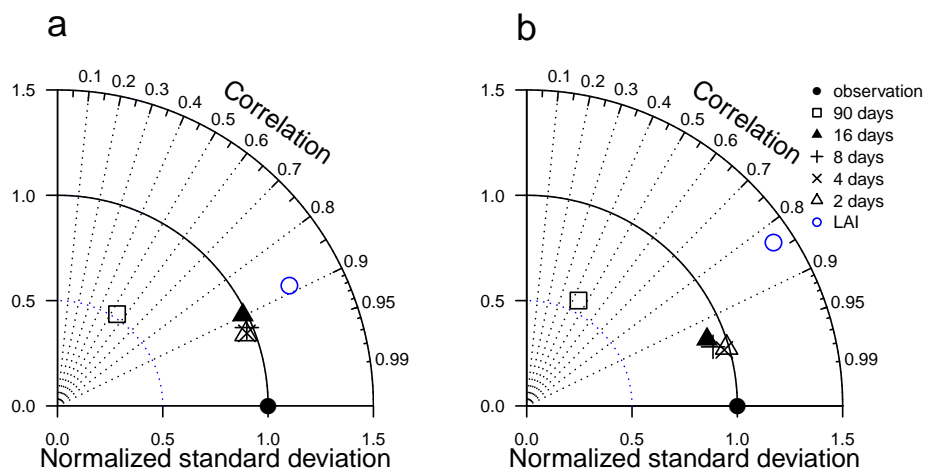 a
b
Correlation
0.1 0.2 0.3 0.4 0.5 0.6 0.7 0.8 0.9 0.95 0.99
1.5
1.0
0.5
0.0
0.0 0.5 1.0 1.5
Normalized standard deviation
Correlation
0.1 0.2 0.3 0.4 0.5 0.6 0.7 0.8 0.9 0.95 0.99
1.5
1.0
0.5
0.0
0.0 0.5 1.0 1.5
Normalized standard deviation
observation
90 days
16 days
8 days
4 days
2 days
LAI